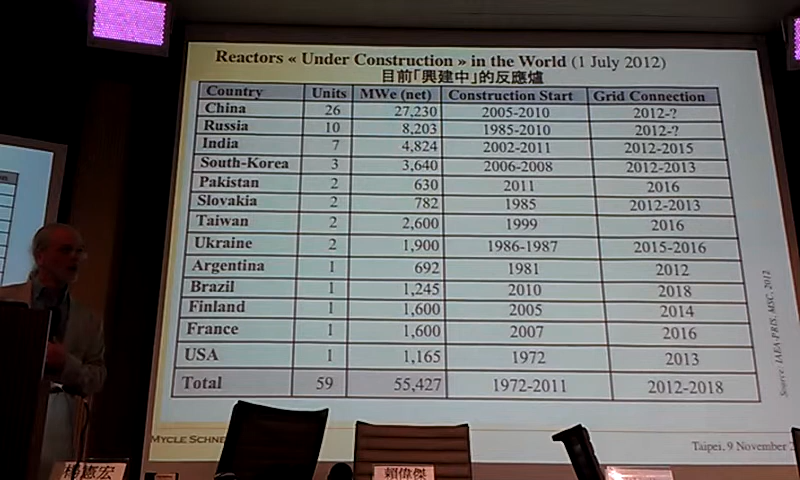 Reactors « Under Construction » in the World (1 July 2012)
目前「興建中」的反應爐
Country Units MWe (net) Construction Start Grid Connection
China 26 27,230 2005-2010 2012-?
Russia 10 8,203 1985-2010 2012-?
India 7 4,824 2002-2011 2012-2015
South-Korea 3 3,640 2006-2008 2012-2013
Pakistan 2 630 2011 2016
Slovakia 2 782 1985 2012-2013
Taiwan 2 2,600 1999 2016
Ukraine 2 1,900 1986-1987 2015-2016
Argentina 1 692 1981 2012
Brazil 1 1,245 2010 2018
Finland 1 1,600 2005 2014
France 1 1,600 2007 2016
USA 1 1,165 1972 2013
Total 59 55,427 1972-2011 2012-2018
Source: IAEA-PRIS, MSC, 2012
MYCLE SCHNE
Taipei, 9 November
楊憲宏
賴偉傑